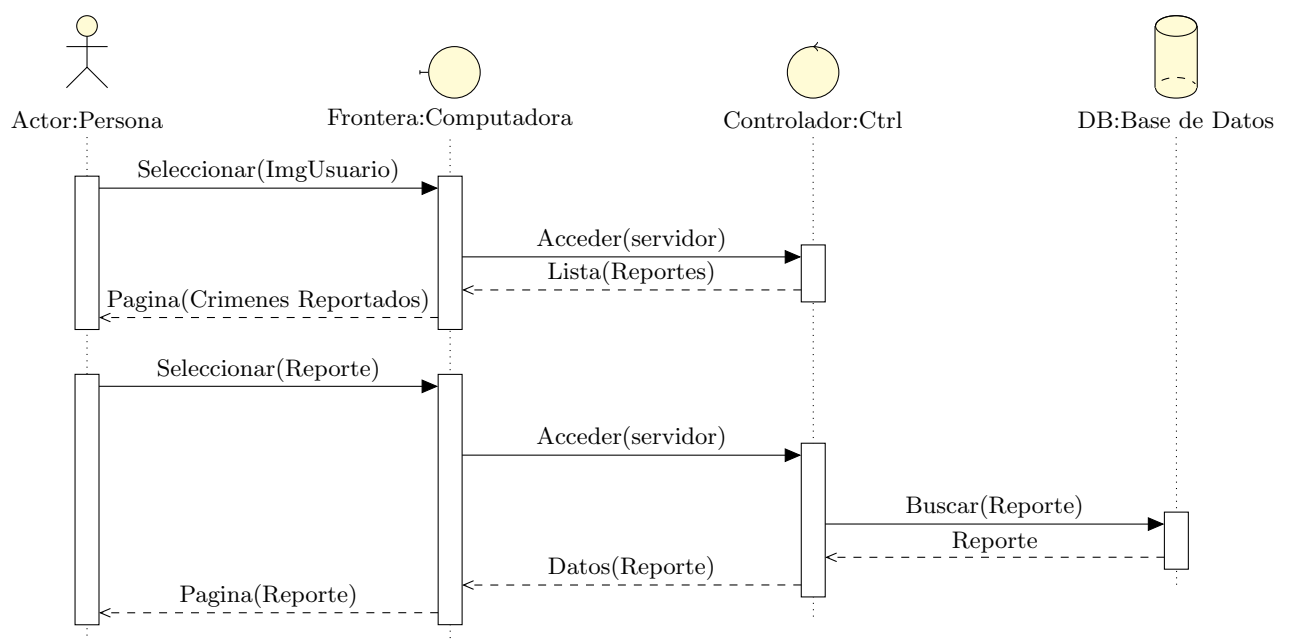 Actor:Persona
Frontera:Computadora
Controlador:Ctrl
DB:Base de Datos
Seleccionar(ImgUsuario)
Acceder(servidor)
Lista(Reportes)
Pagina(Crimenes Reportados)
Seleccionar(Reporte)
Acceder(servidor)
Buscar(Reporte)
Reporte
Datos(Reporte)
Pagina(Reporte)